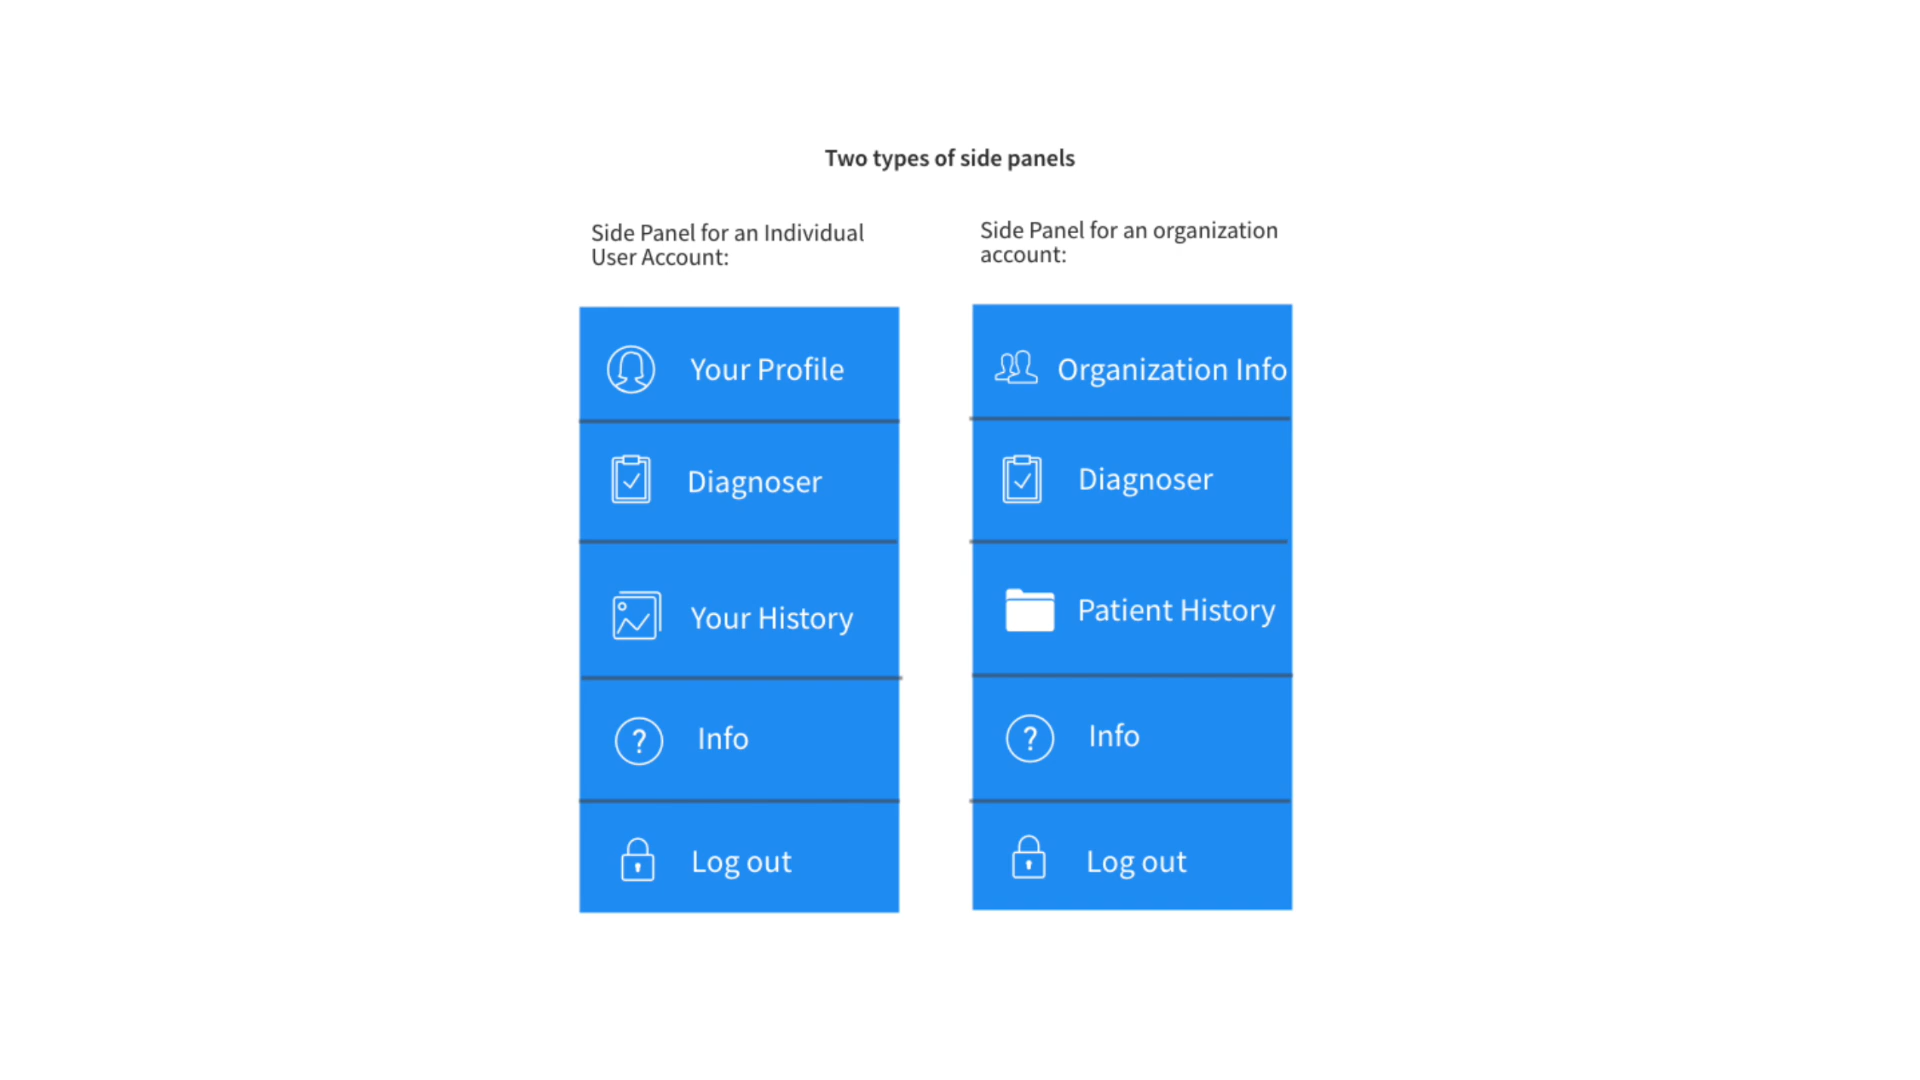 Two types of side panels
Side Panel for an Individual
User Account:
Your Profile
Diagnoser
Your History
?
Info
Log out
Side Panel for an organization
account:
Organization Info
Diagnoser
Patient History
?
Info
Log out